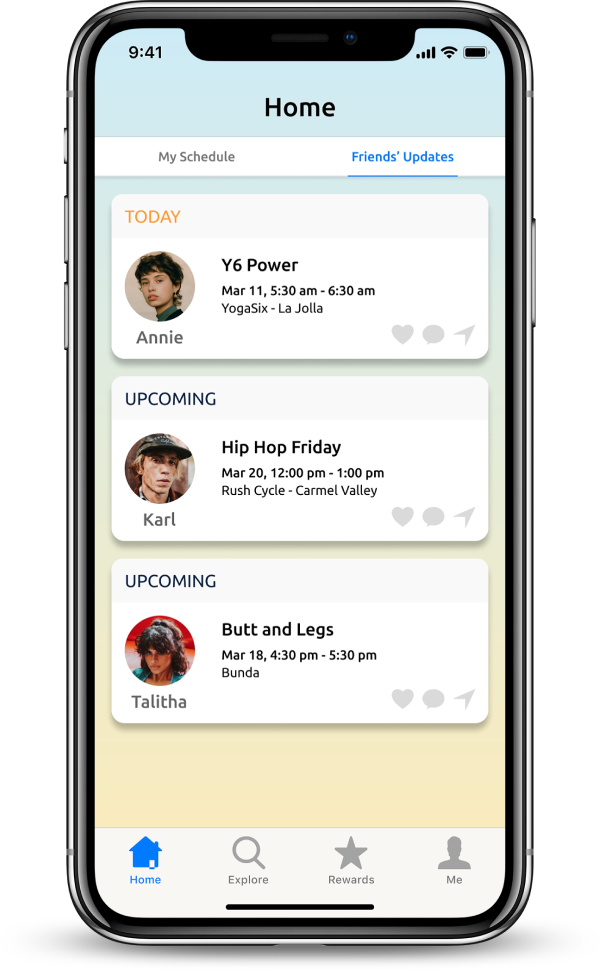 9:41
Home
My Schedule
Friends’ Updates
TODAY
Y6 Power
Mar 11, 5:30 am - 6:30 am
YogaSix - La Jolla
Annie
UPCOMING
Hip Hop Friday
Mar 20, 12:00 pm - 1:00 pm
Rush Cycle - Carmel Valley
Karl
UPCOMING
Butt and Legs
Mar 18, 4:30 pm - 5:30 pm
Bunda
Talitha
Home
Explore
Rewards
Me